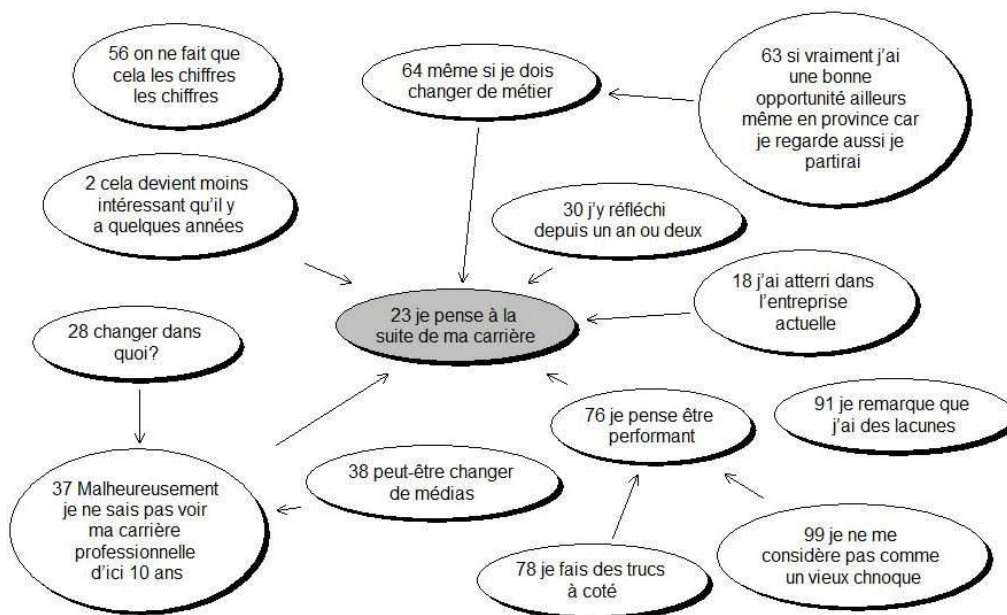 56 on ne fait que
cela les chiffres
les chiffres
64 même si je dois
changer de métier
63 si vraiment j'ai
une bonne
opportunité ailleurs
même en province car
je regarde aussi je
partirai
2 cela devient moins
intéressant qu'il y
a quelques années
30 j'y réfléchi
depuis un an ou deux
18 j'ai atterri dans
l'entreprise
actuelle
23 je pense à la
suite de ma carrière
28 changer dans
quoi?
76 je pense être
performant
91 je remarque que
j'ai des lacunes
37 Malheureusement
je ne sais pas voir
ma carrière
professionnelle
d'ici 10 ans
38 peut-être changer
de médias
78 je fais des trucs
à coté
99 je ne me
considère pas comme
un vieux chnoque